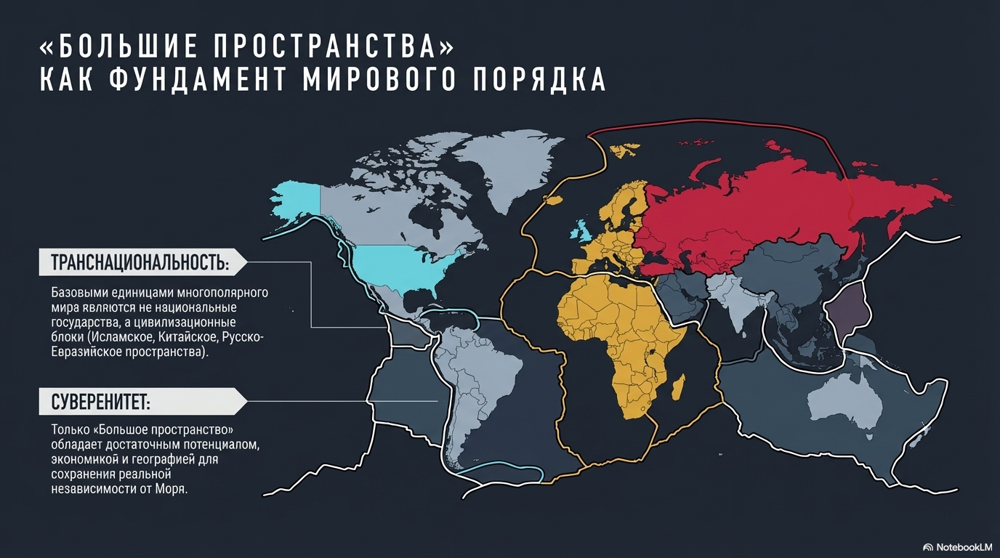 «БОЛЬШИЕ ПРОСТРАНСТВА»
КАК ФУНДАМЕНТ МИРОВОГО ПОРЯДКА
ТРАНСНАЦИОНАЛЬНОСТЬ:
Базовыми единицами многополярного
мира являются не национальные
государства, а цивилизационные
блоки (Исламское, Китайское, Русско-
Евразийское пространства).
СУВЕРЕНИТЕТ:
Только «Большое пространство»
обладает достаточным потенциалом,
экономикой и географией для
сохранения реальной
независимости от Моря.
NotebookLM